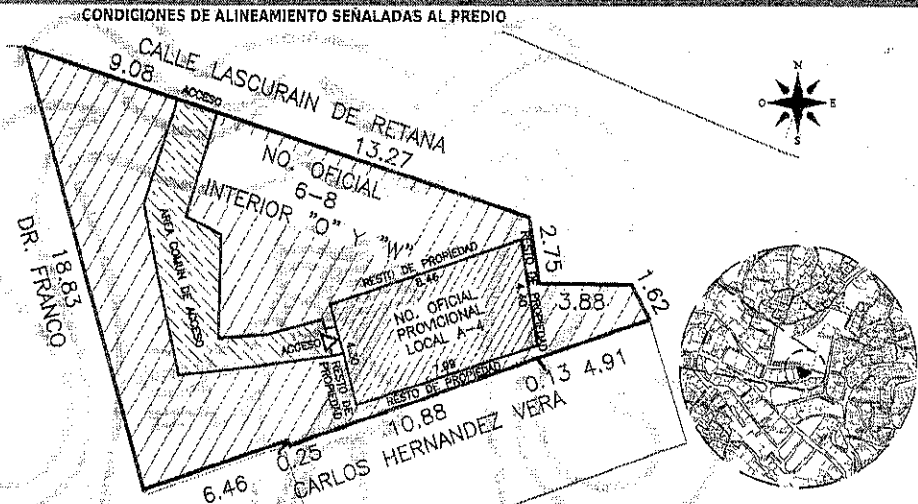 CONDICIONES DE ALINEAMIENTO SEÑALADAS AL PREDIO
CALLE LASCURAIN DE RETANA
9.08
ACCESO
13.27
N
O
E
S
NO. OFICIAL
6-8
INTERIOR "O" Y "W"
AREA COMUN DE ACCESO
DR. FRANCO
18.83
RESTO DE PROPIEDAD
8.46
NO. OFICIAL
PROVICIONAL
LOCAL A-4
7.99
RESTO DE PROPIEDAD
RESTO DE PROPIEDAD
4.40
RESTO DE PROPIEDAD
ACCESO
2.75
3.88
1.62
6.46
0.25
10.88
0.13
4.91
CARLOS HERNANDEZ VERA